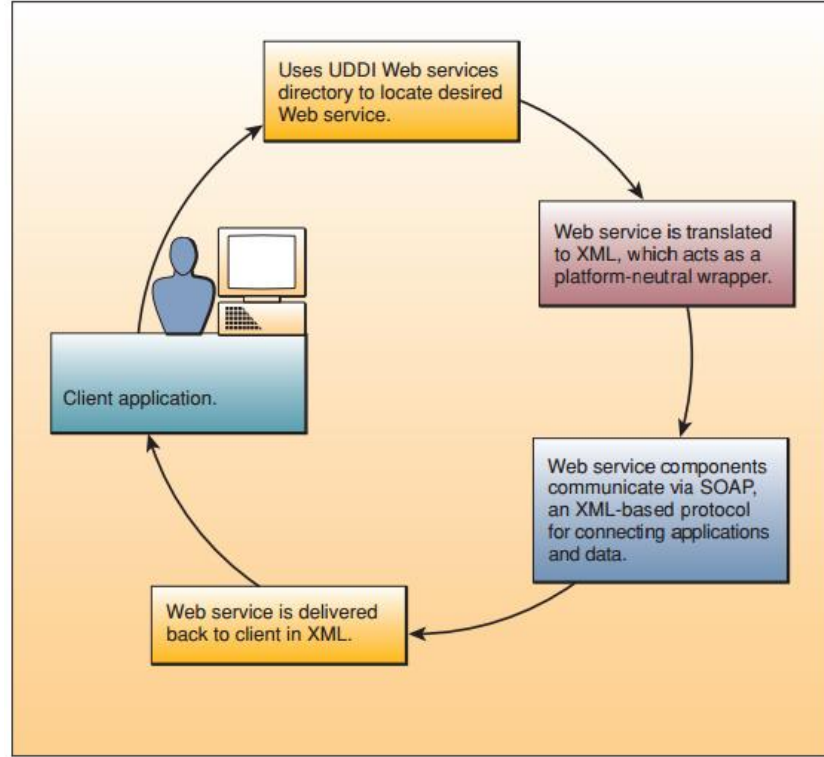 Uses UDDI Web services
directory to locate desired
Web service.
Web service is translated
to XML, which acts as a
platform-neutral wrapper.
Client application.
Web service components
communicate via SOAP,
an XML-based protocol
for connecting applications
and data.
Web service is delivered
back to client in XML.